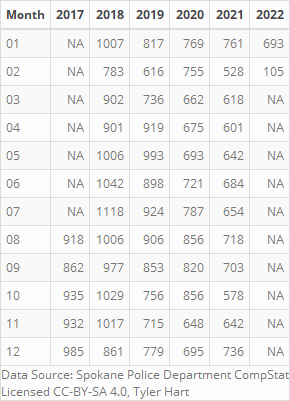 Month 2017 2018 2019 2020 2021 2022
01 NA 1007 817 769 761 693
02 NA 783 616 755 528 105
03 NA 902 736 662 618 NA
04 NA 901 919 675 601 NA
05 NA 1006 993 693 642 NA
06 NA 1042 898 721 684 NA
07 NA 1118 924 787 654 NA
08 918 1006 906 856 718 NA
09 862 977 853 820 703 NA
10 935 1029 756 856 578 NA
11 932 1017 715 648 642 NA
12 985 861 779 695 736 NA
Data Source: Spokane Police Department CompStat
Licensed CC-BY-SA 4.0, Tyler Hart